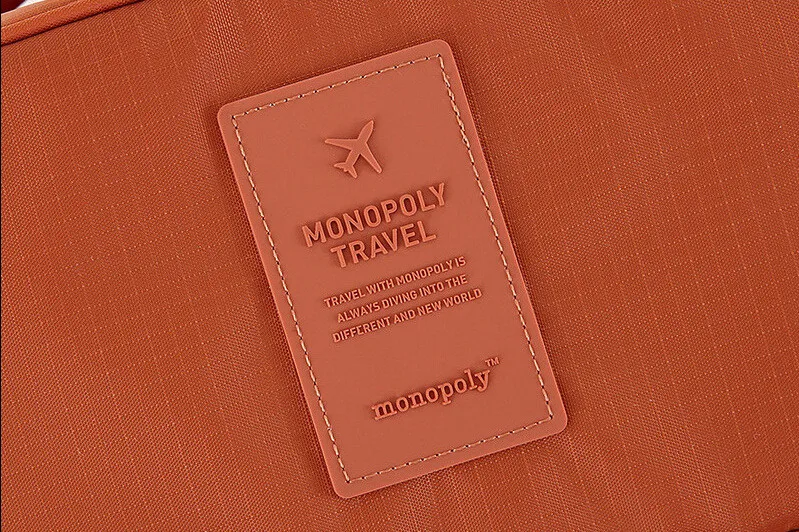 MONOPOLY
TRAVEL
TRAVEL WITH MONOPOLY IS
ALWAYS DIVING INTO THE
DIFFERENT AND NEW WORLD
monopoly™